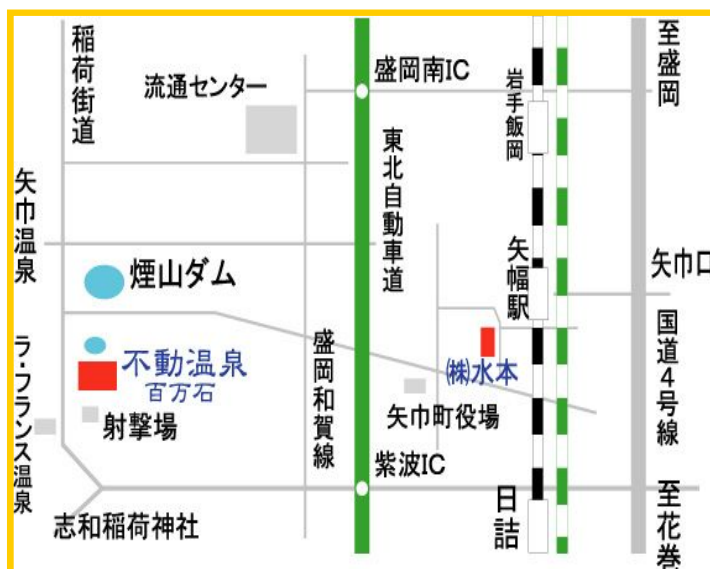 稲荷街道
流通センター
盛岡南IC
岩手飯岡
至盛岡
東北自動車道
矢巾温泉
煙山ダム
矢幅駅
矢巾口
不動温泉
百万石
盛岡和賀線
㈱水本
国道4号線
ラ・フランス温泉
射撃場
矢巾町役場
紫波IC
志和稲荷神社
日詰
至花巻